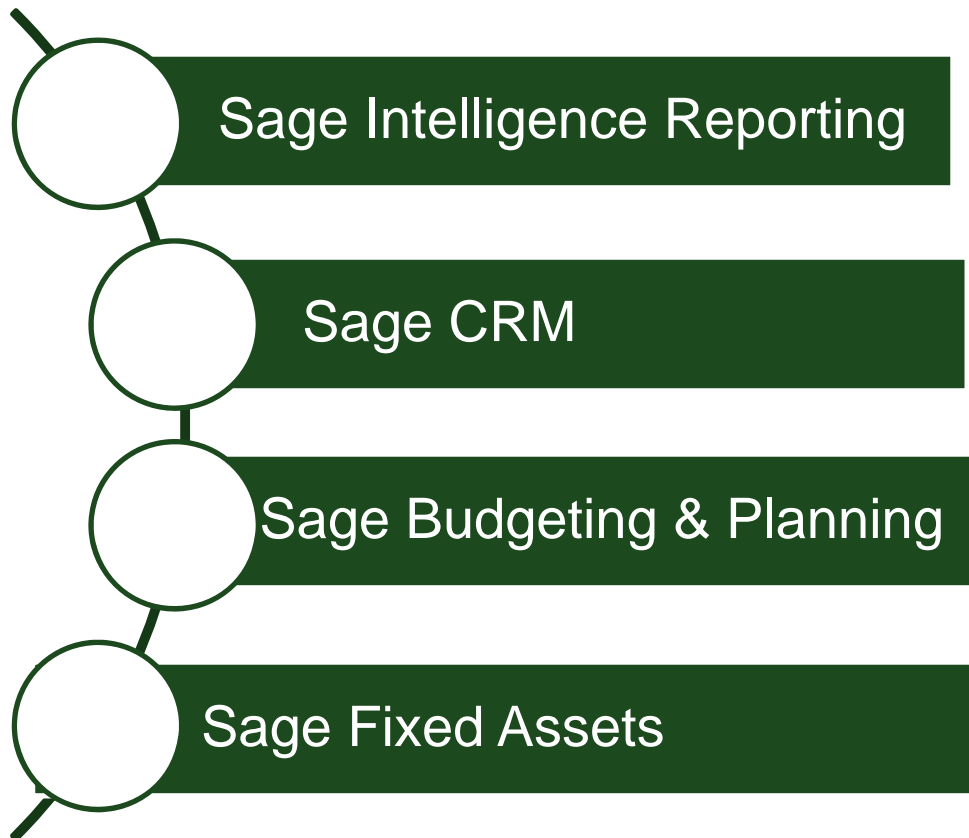 Sage Intelligence Reporting
Sage CRM
Sage Budgeting & Planning
Sage Fixed Assets